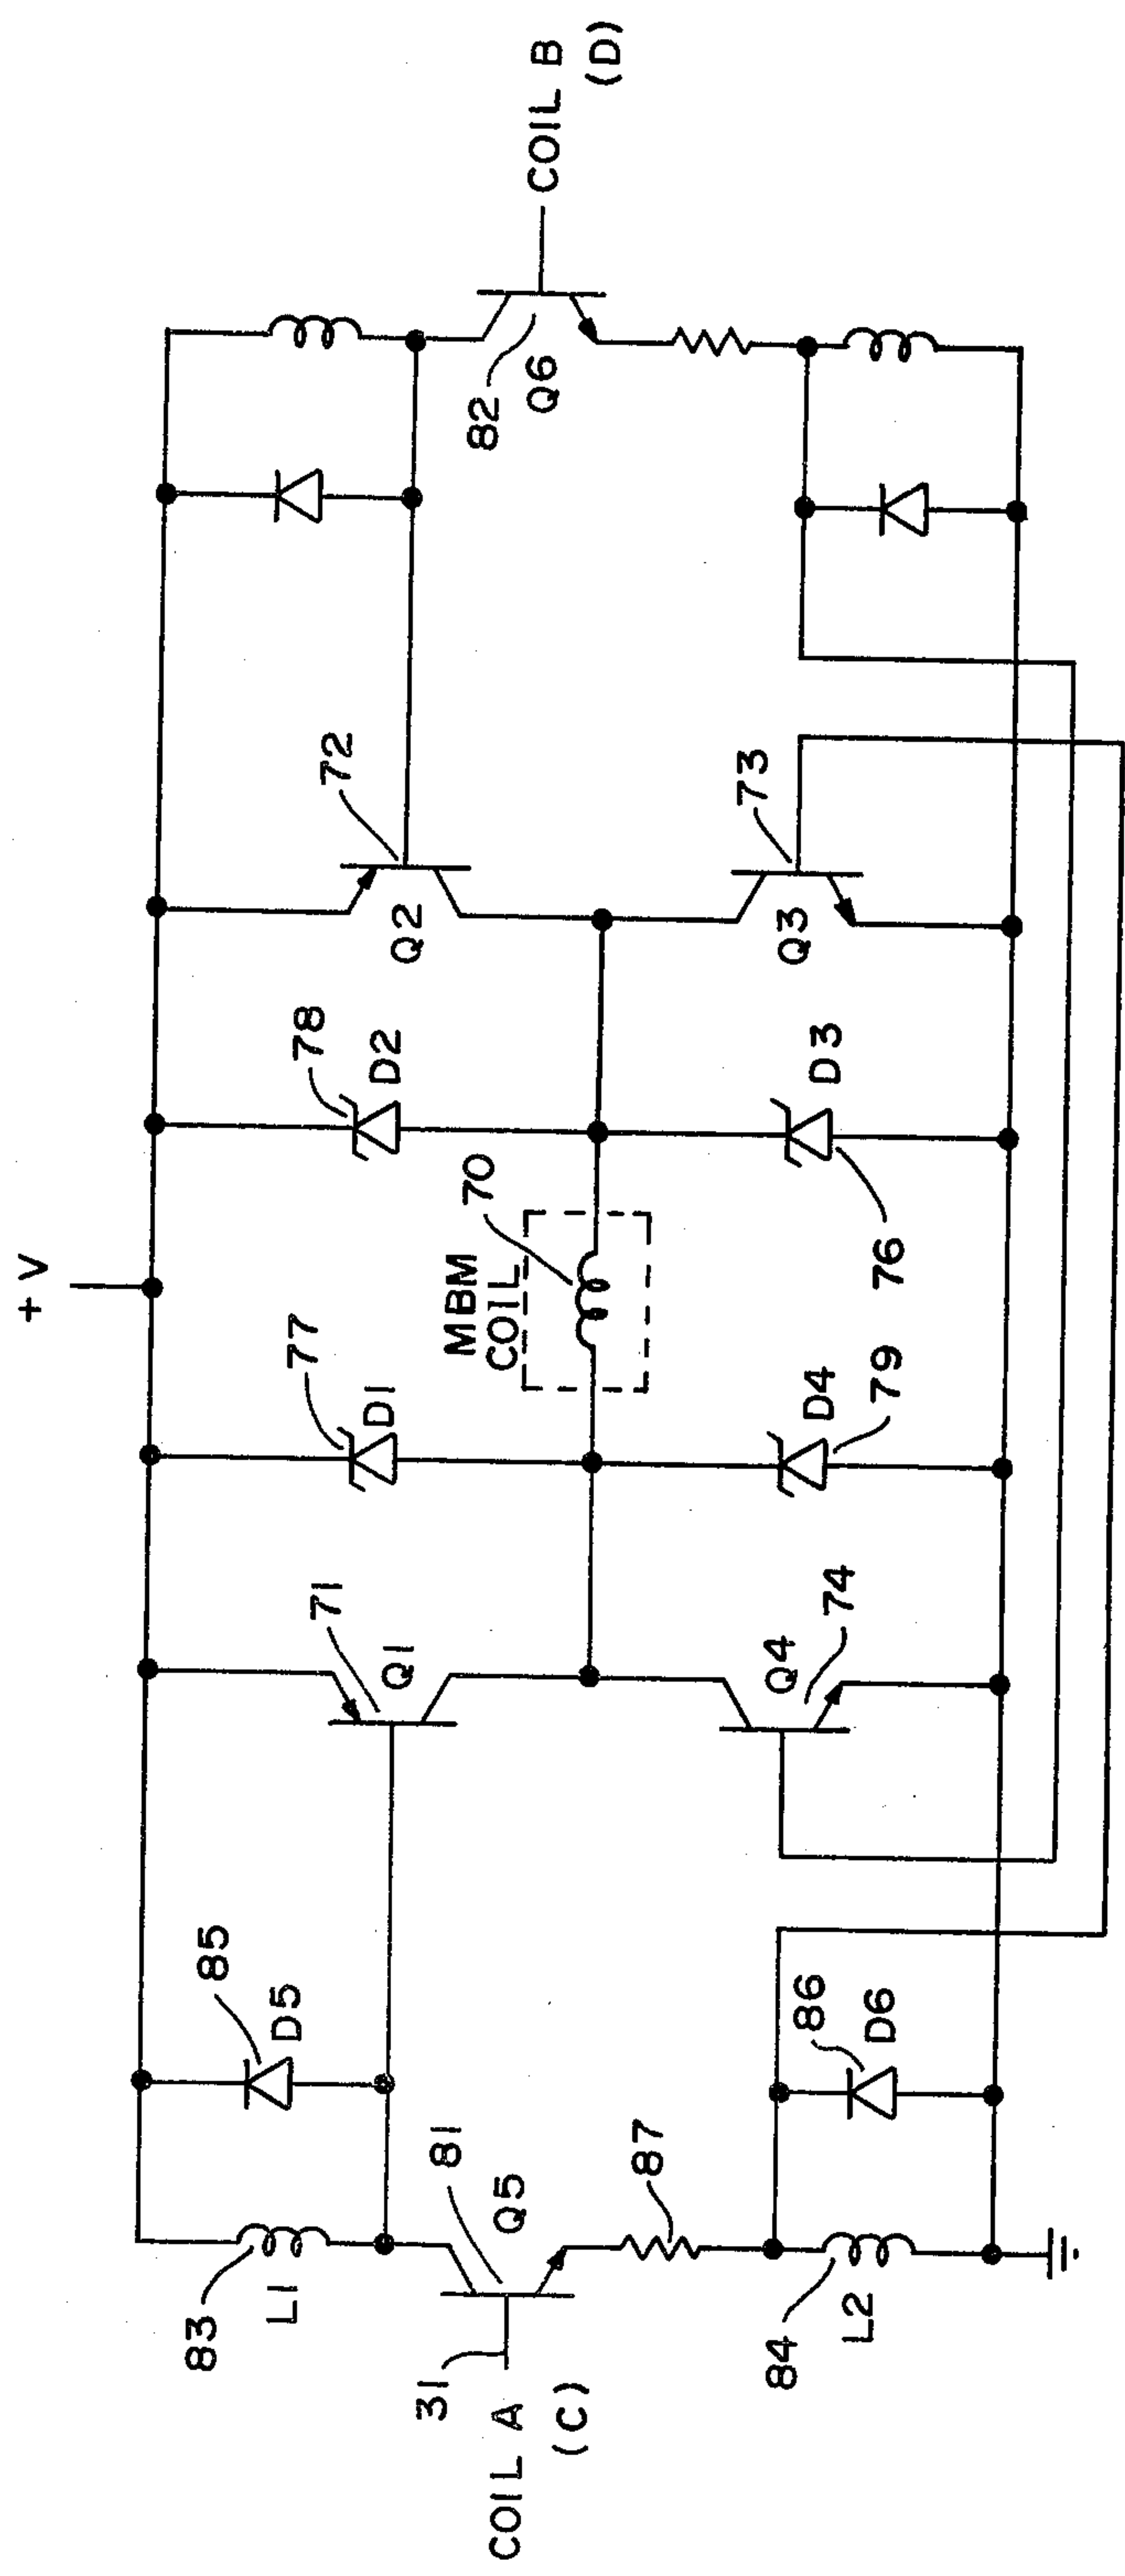 + V
83
L1
85
D5
71
Q1
77
D1
MBM
COIL
70
78
D2
72
Q2
82
Q6
COIL B
(D)
31
COIL A
(C)
81
Q5
87
84
L2
86
D6
74
Q4
D4
79
D3
76
73
Q3